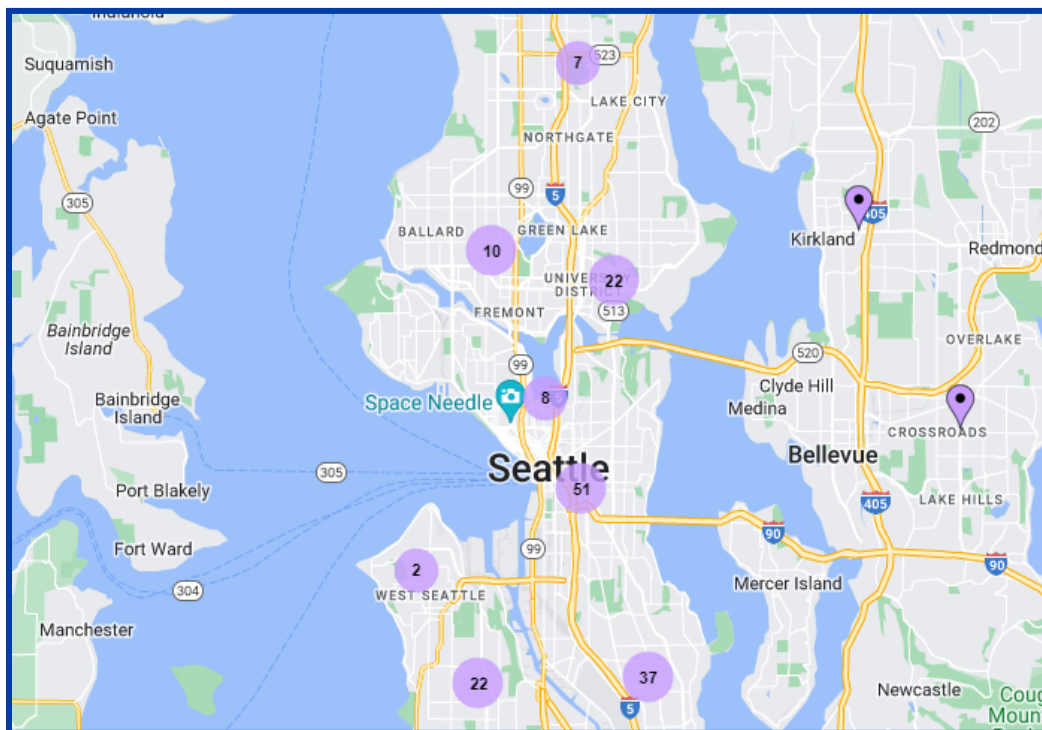 Suquamish
7
523
LAKE CITY
Agate Point
202
NORTHGATE
99
5
305
405
BALLARD
GREEN LAKE
Kirkland
Redmond
10
UNIVERSITY
DISTRICT
22
513
FREMONT
Bainbridge
Island
OVERLAKE
520
99
Clyde Hill
Bainbridge
Island
Space Needle
8
5
Medina
CROSSROADS
Seattle
Bellevue
305
Port Blakely
51
LAKE HILLS
405
90
Fort Ward
99
90
2
Mercer Island
304
WEST SEATTLE
Manchester
22
37
Newcastle
Coug
Mount
5